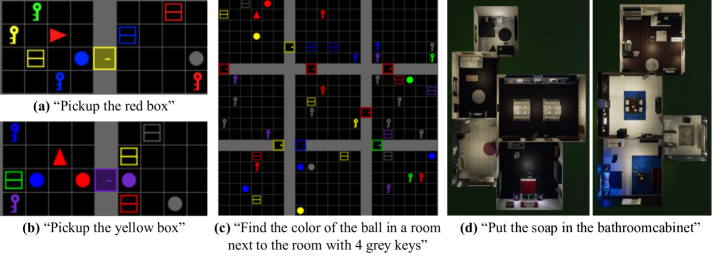 (a) “Pickup the red box”
(b) “Pickup the yellow box”
(c) “Find the color of the ball in a room
next to the room with 4 grey keys”
(d) “Put the soap in the bathroomcabinet”